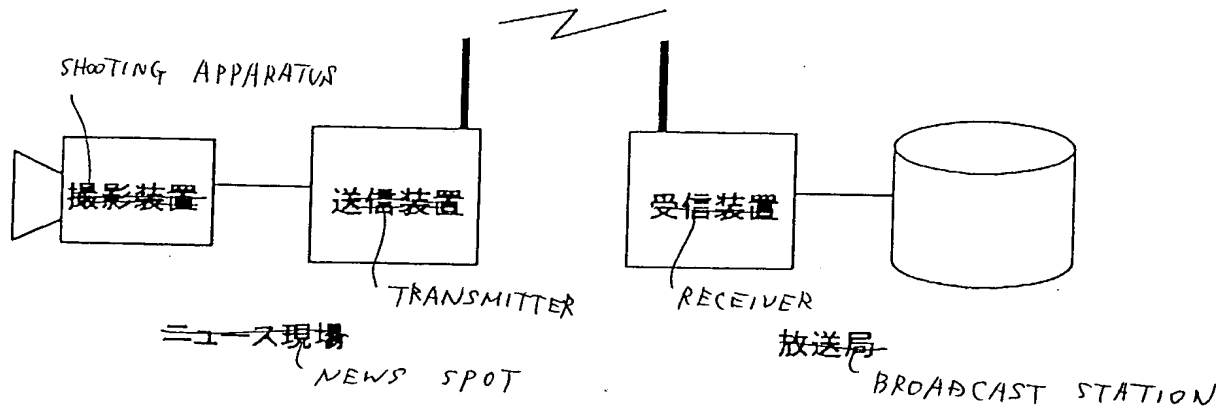 SHOOTING APPARATUS
撮影装置
送信装置
受信装置
TRANSMITTER
RECEIVER
ニュース現場
放送局
NEWS SPOT
BROADCAST STATION